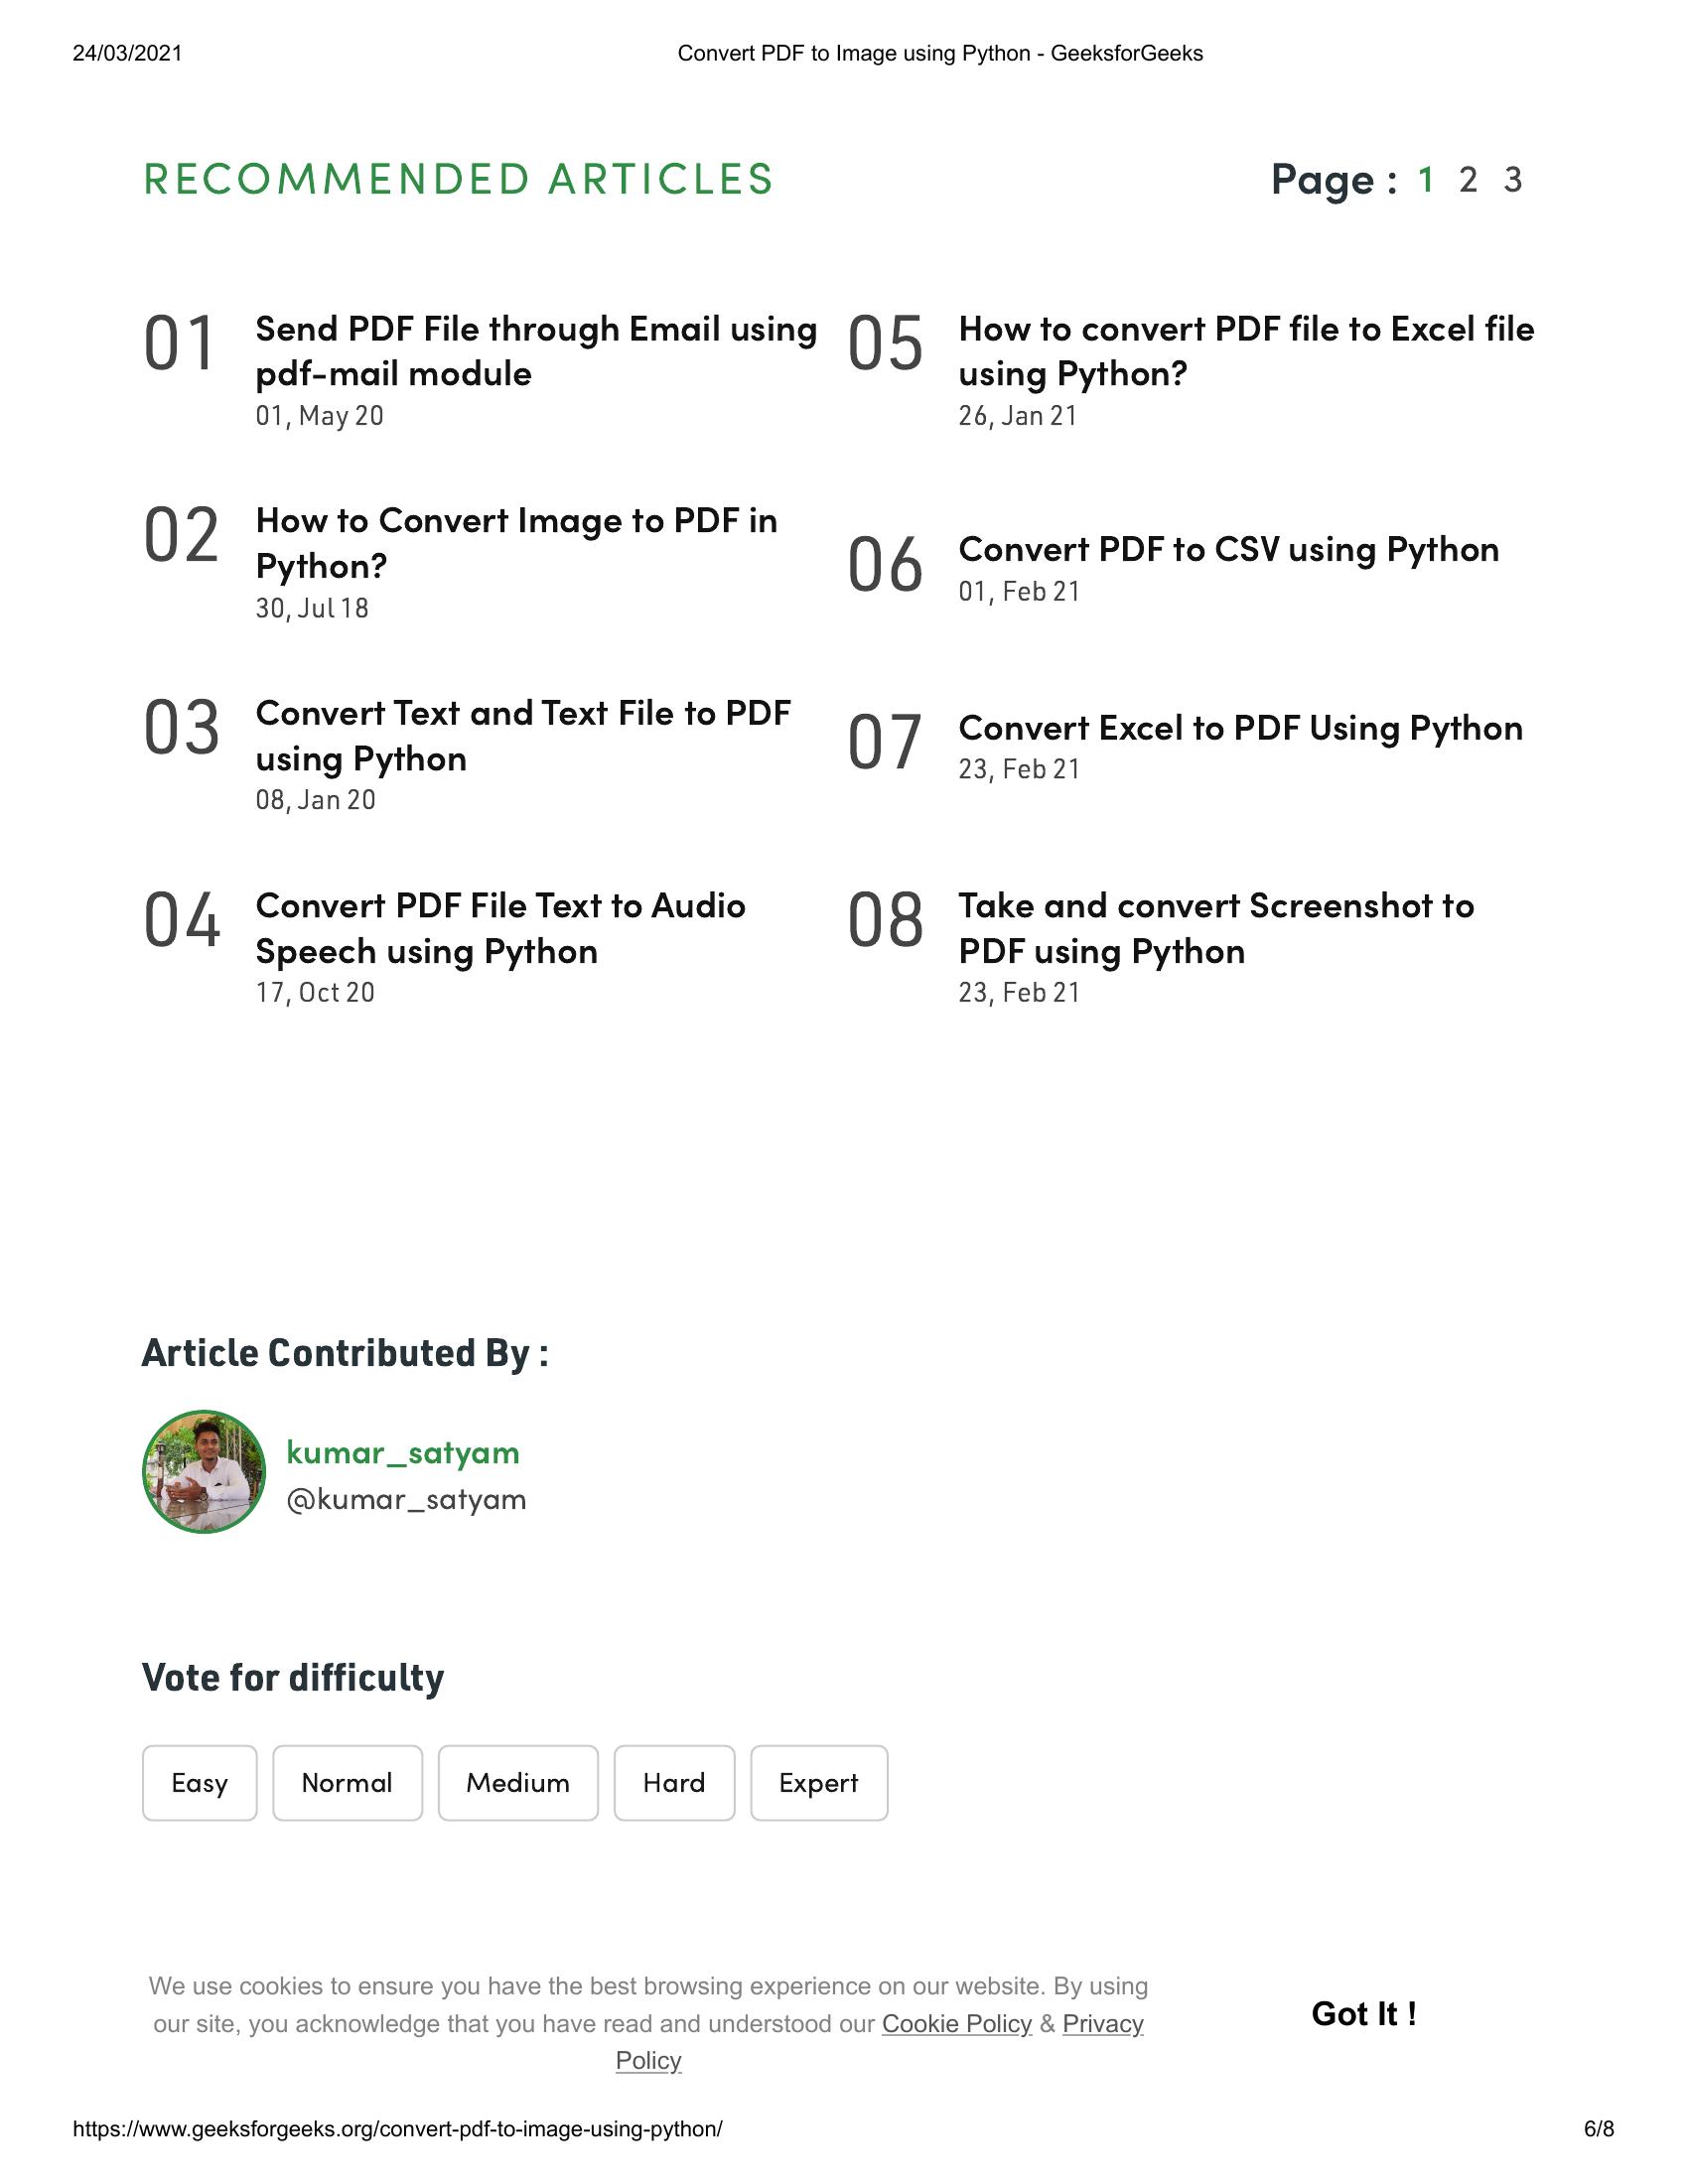 24/03/2021
Convert PDF to Image using Python - GeeksforGeeks
RECOMMENDED ARTICLES
Page : 1 2 3
01
Send PDF File through Email using
pdf-mail module
01, May 20
02
How to Convert Image to PDF in
Python?
30, Jul 18
03
Convert Text and Text File to PDF
using Python
08, Jan 20
04
Convert PDF File Text to Audio
Speech using Python
17, Oct 20
05
How to convert PDF file to Excel file
using Python?
26, Jan 21
06
Convert PDF to CSV using Python
01, Feb 21
07
Convert Excel to PDF Using Python
23, Feb 21
08
Take and convert Screenshot to
PDF using Python
23, Feb 21
Article Contributed By :
kumar_satyam
@kumar_satyam
Vote for difficulty
Easy
Normal
Medium
Hard
Expert
We use cookies to ensure you have the best browsing experience on our website. By using
our site, you acknowledge that you have read and understood our Cookie Policy & Privacy
Policy
Got It !
https://www.geeksforgeeks.org/convert-pdf-to-image-using-python/
6/8